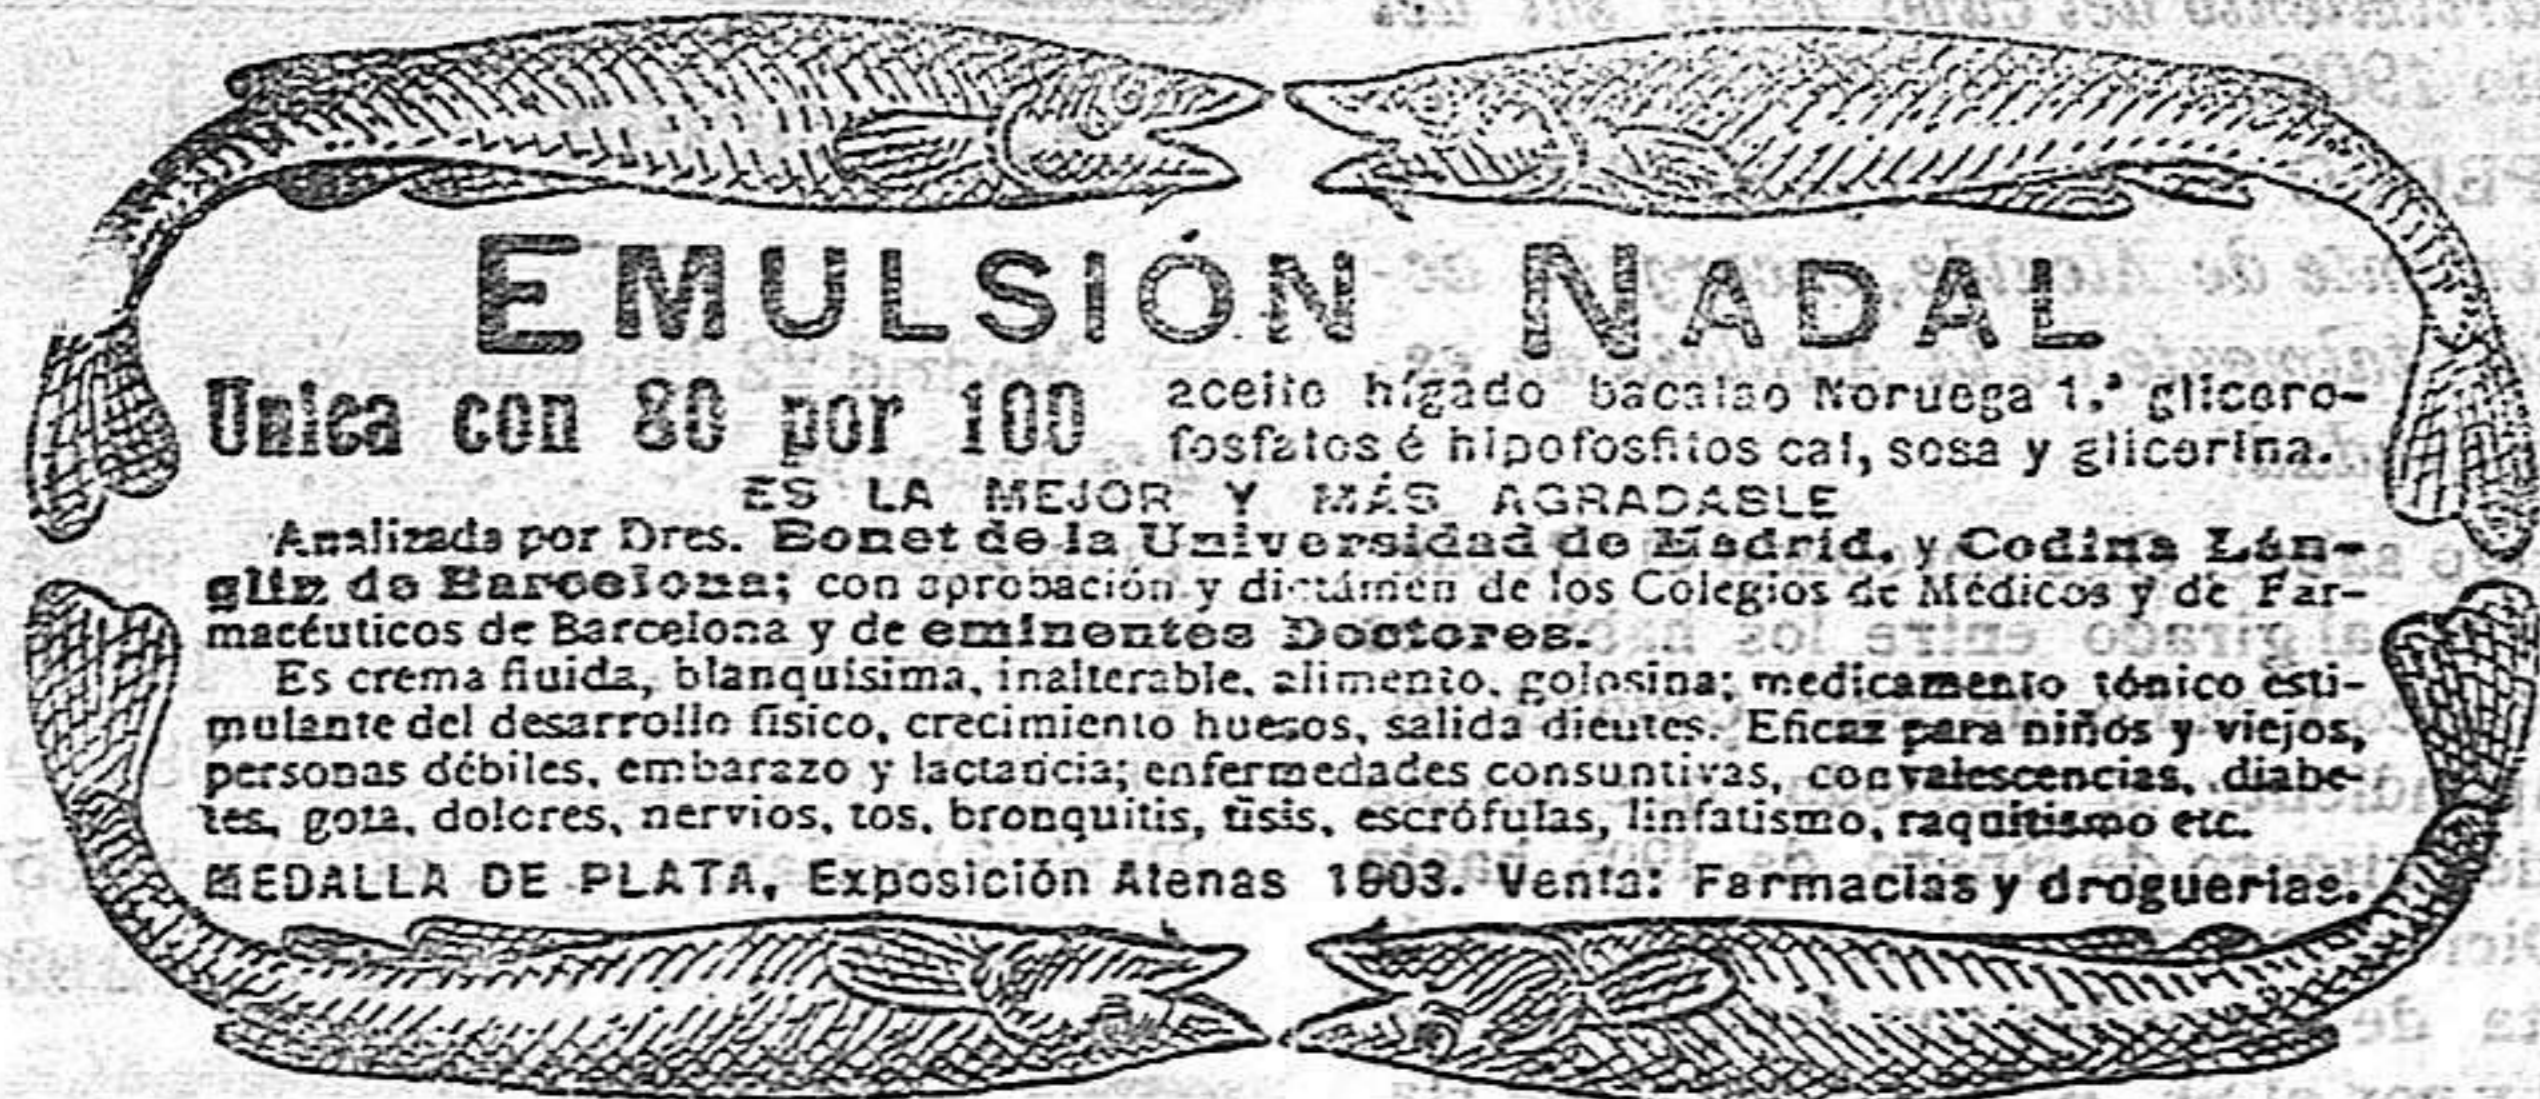 EMULSIÓN NADAL
Unica con 80 por 100 aceite hígado bacalao Noruega 1.ª glicero-
fosfatos é hipofosfitos cal, sosa y glicerina.
ES LA MEJOR Y MÁS AGRADABLE
Analizada por Dres. Bonet de la Universidad de Madrid, y Codina Län-
glin de Barcelona; con aprobación y dictámen de los Colegios de Médicos y de Far-
macéuticos de Barcelona y de eminentes Doctores.
Es crema fluida, blanquísima, inalterable, alimento, golosina; medicamento tónico esti-
mulante del desarrollo físico, crecimiento huesos, salida dientes. Eficaz para niños y viejos,
personas débiles, embarazo y lactancia; enfermedades consuntivas, convalescencias, diabe-
tes, gota, dolores, nervios, tos, bronquitis, tisis, escrófulas, linfatismo, raquitismo etc.
MEDALLA DE PLATA, Exposición Atenas 1903. Venta: Farmacias y droguerias.